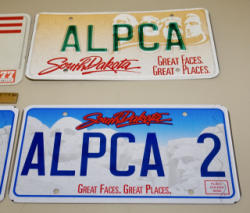 ALPCA
South Dakota
GREAT FACES.
GREAT PLACES.
South Dakota
ALPCA 2
GREAT FACES. GREAT PLACES.